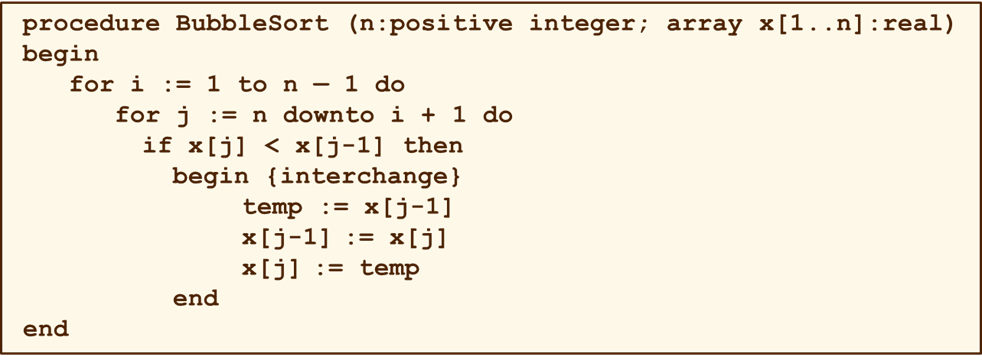 procedure BubbleSort (n:positive integer; array x[1..n]:real)
begin
for i := 1 to n – 1 do
for j := n downto i + 1 do
if x[j] < x[j-1] then
begin {interchange}
temp := x[j-1]
x[j-1] := x[j]
x[j] := temp
end
end